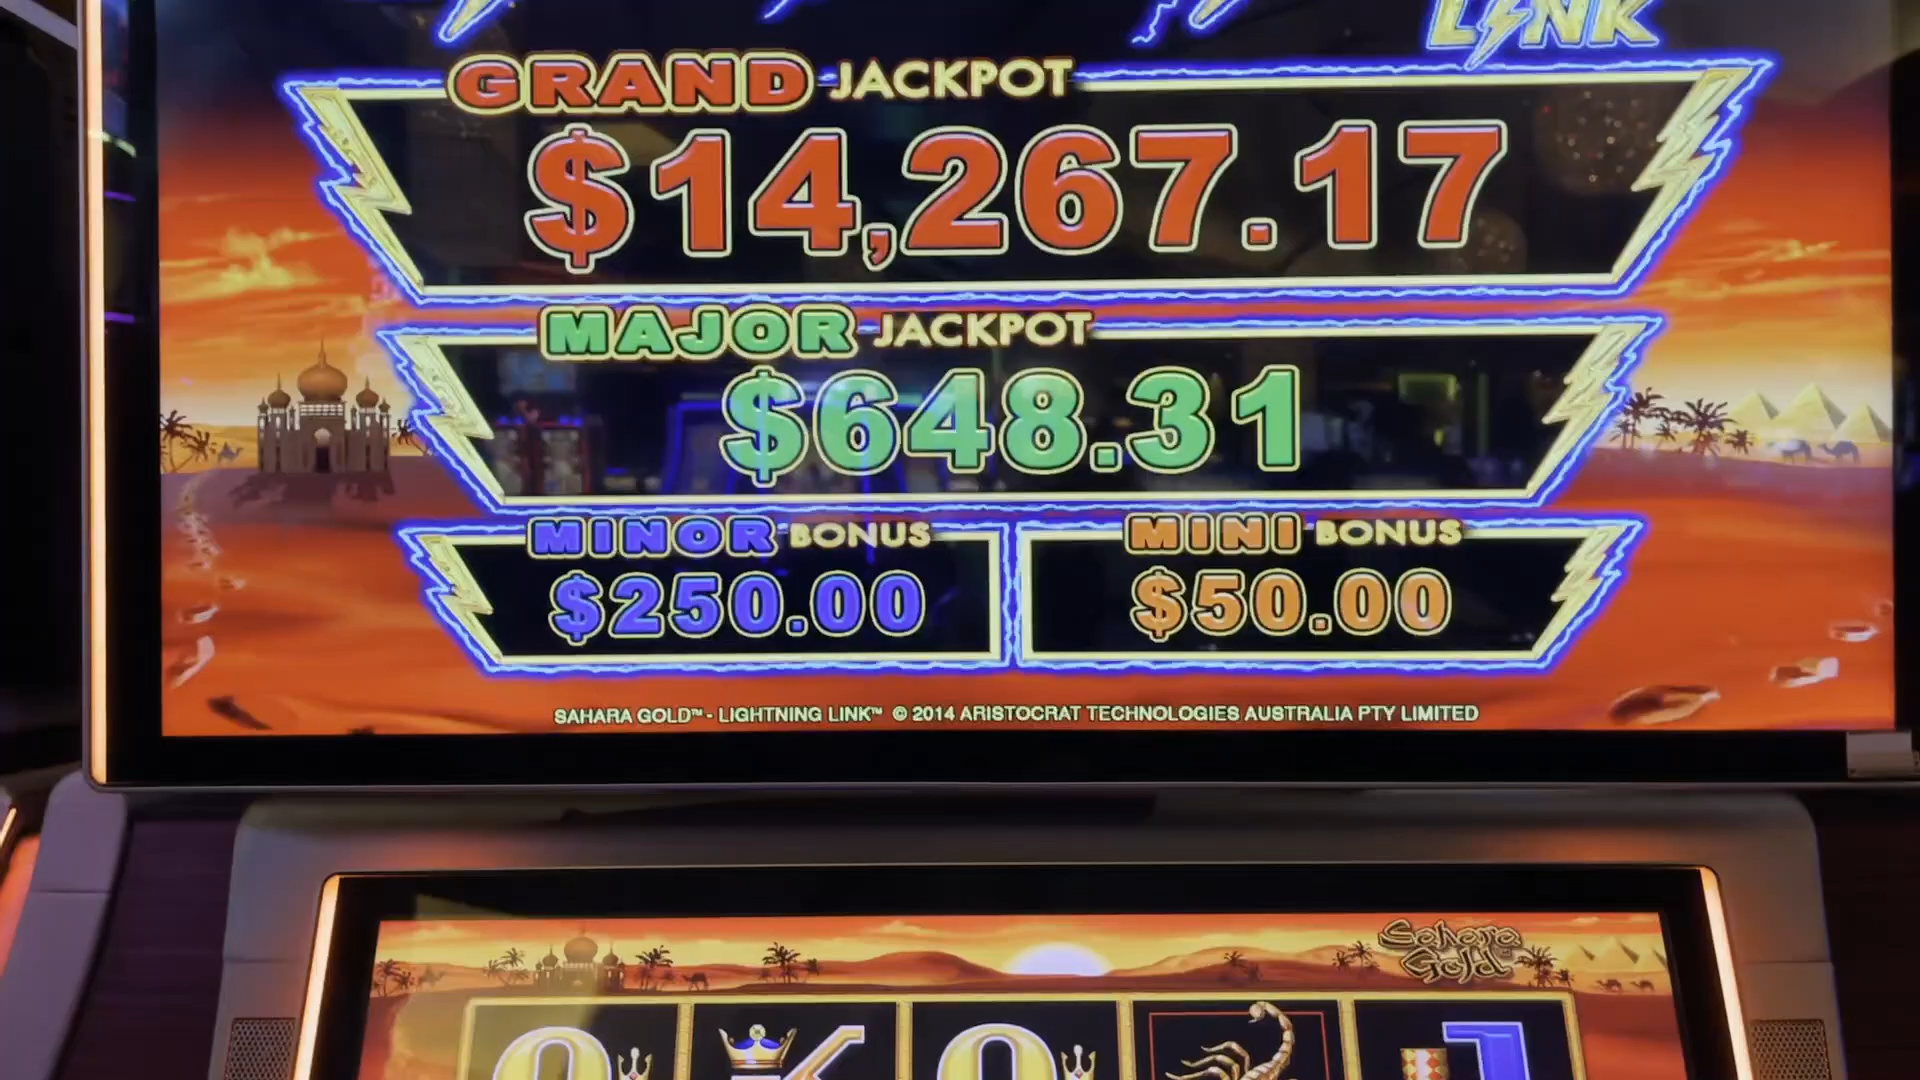 LINK
GRAND JACKPOT
$14,267.17
MAJOR JACKPOT
$648.31
MINOR BONUS
$250.00
MINI BONUS
$50.00
SAHARA GOLD™ - LIGHTNING LINK™ © 2014 ARISTOCRAT TECHNOLOGIES AUSTRALIA PTY LIMITED
Sahara
Gold
Q K Q J